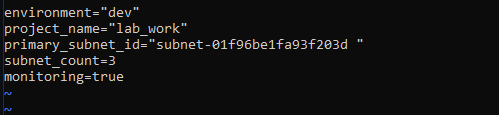 environment="dev"
project_name="lab_work"
primary_subnet_id="subnet-01f96be1fa93f203d "
subnet_count=3
monitoring=true
~
~